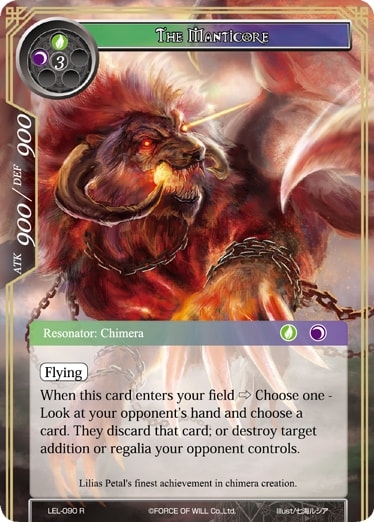 The Manticore
3
ATK 900 / DEF 900
Resonator: Chimera
Flying
When this card enters your field ⇨ Choose one -
Look at your opponent's hand and choose a
card. They discard that card; or destroy target
addition or regalia your opponent controls.
Lilias Petal's finest achievement in chimera creation.
LEL-090 R ©FORCE OF WILL Co.,Ltd. Illust/七海ルシア